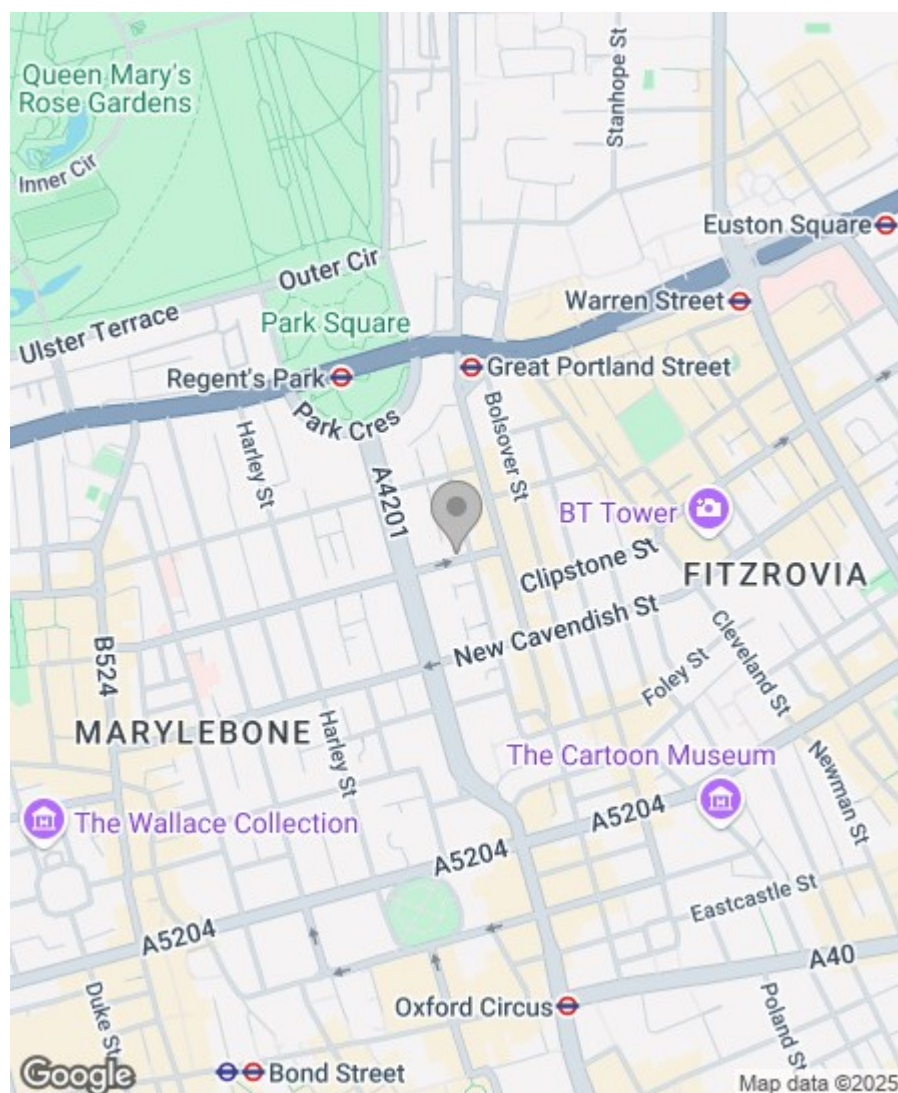 Queen Mary's
Rose Gardens
Stanhope St
Inner Cir
Euston Square
Outer Cir
Warren Street
Park Square
Ulster Terrace
Great Portland Street
Regent's Park
Park Cres
Bolsover St
Harley St
A4201
BT Tower
Clipstone St
FITZROVIA
New Cavendish St
B524
Cleveland St
Foley St
MARYLEBONE
Harley St
The Cartoon Museum
Newman St
The Wallace Collection
A5204
A5204
Eastcastle St
A5204
A40
Duke St
Oxford Circus
Poland St
Bond Street
Google
Map data ©2025